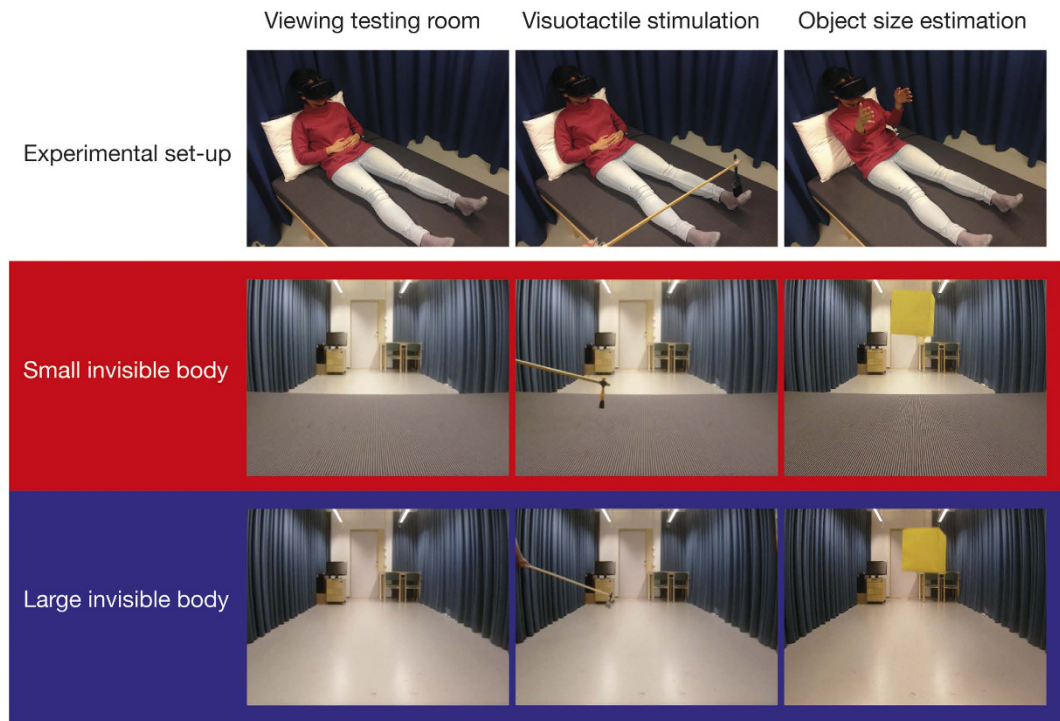 Viewing testing room
Visuotactile stimulation
Object size estimation
Experimental set-up
Small invisible body
Large invisible body